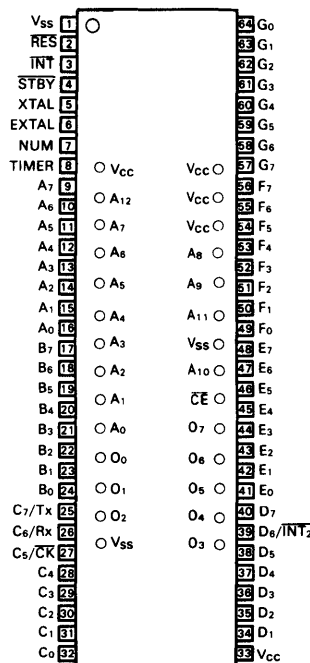 VSS 1
RES 2
INT 3
STBY 4
XTAL 5
EXTAL 6
NUM 7
TIMER 8
A7 9
A6 10
A5 11
A4 12
A3 13
A2 14
A1 15
A0 16
B7 17
B6 18
B5 19
B4 20
B3 21
B2 22
B1 23
B0 24
C7/Tx 25
C6/Rx 26
C5/CK 27
C4 28
C3 29
C2 30
C1 31
C0 32
VCC
A12
A7
A6
A5
A4
A3
A2
A1
A0
O0
O1
O2
VSS
VCC
VCC
VCC
A8
A9
A11
VSS
A10
CE
O7
O6
O5
O4
O3
64 G0
63 G1
62 G2
61 G3
60 G4
59 G5
58 G6
57 G7
56 F7
55 F6
54 F5
53 F4
52 F3
51 F2
50 F1
49 F0
48 E7
47 E6
46 E5
45 E4
44 E3
43 E2
42 E1
41 E0
40 D7
39 D6/INT2
38 D5
37 D4
36 D3
35 D2
34 D1
33 VCC